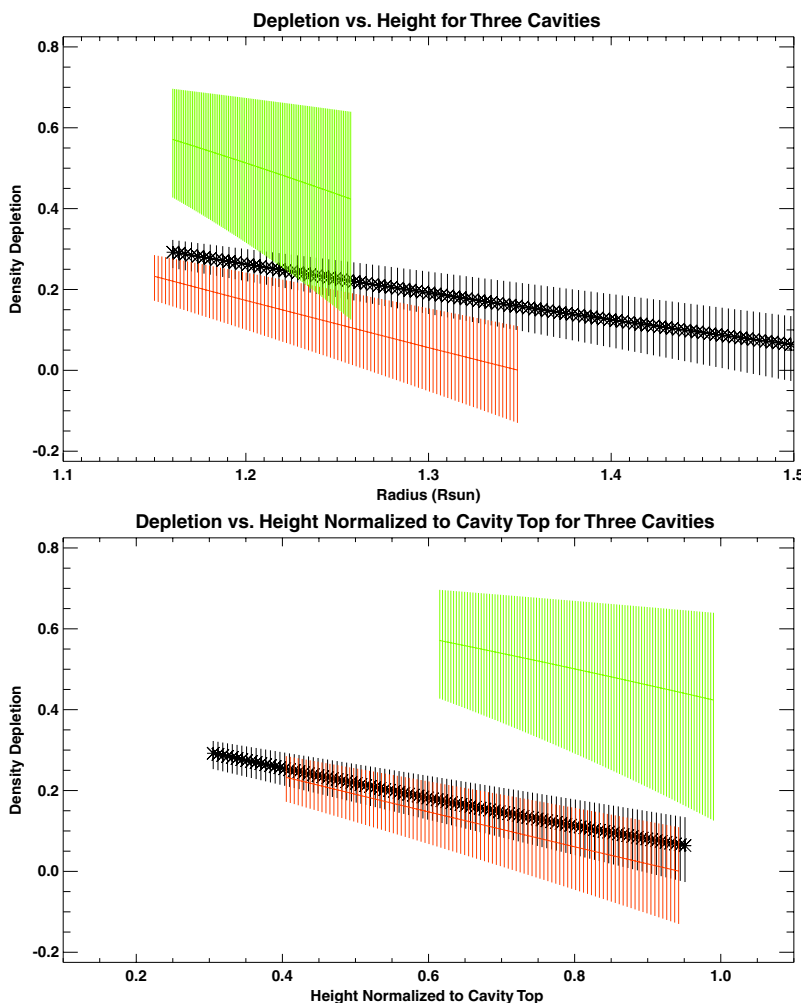 Depletion vs. Height for Three Cavities
0.8
0.6
0.4
0.2
0.0
-0.2
Density Depletion
1.1 1.2 1.3 1.4 1.5
Radius (Rsun)
Depletion vs. Height Normalized to Cavity Top for Three Cavities
0.8
0.6
0.4
0.2
0.0
-0.2
Density Depletion
0.2 0.4 0.6 0.8 1.0
Height Normalized to Cavity Top